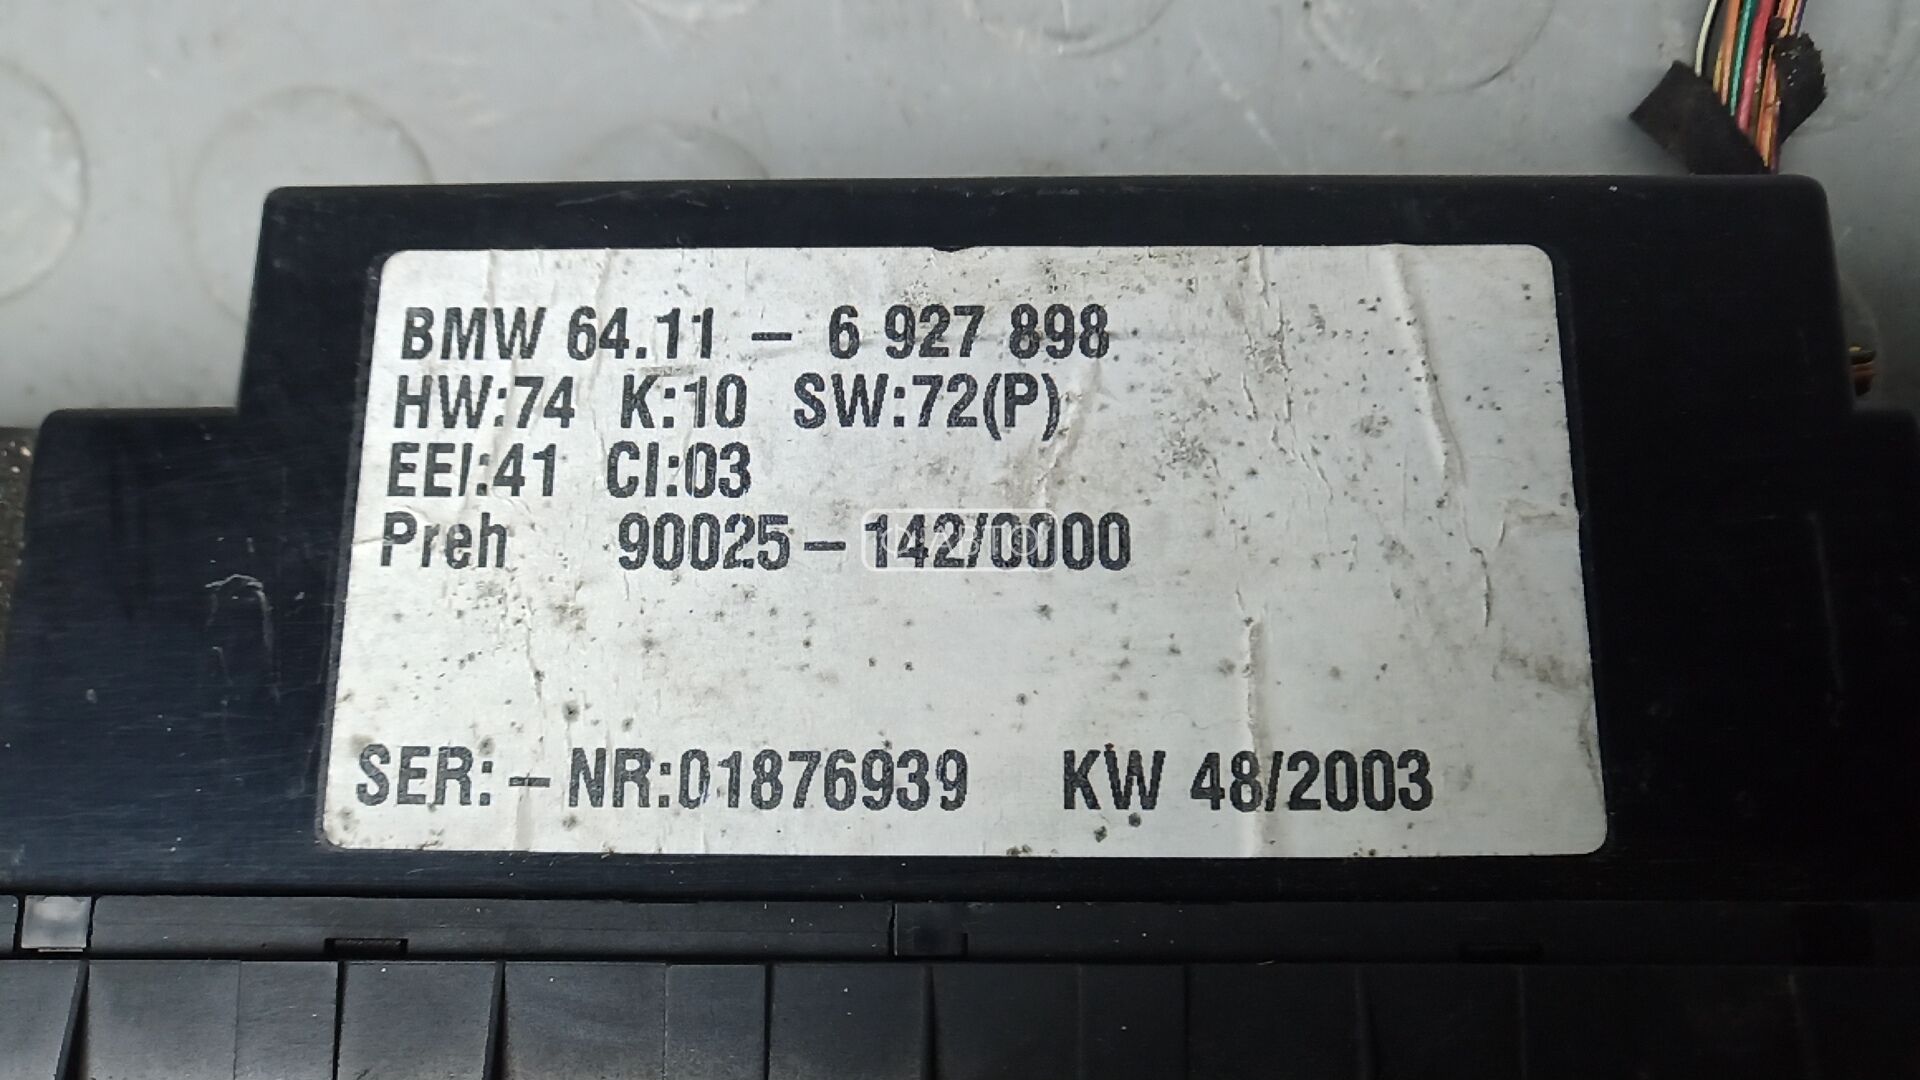 BMW 64.11 – 6 927 898
HW:74 K:10 SW:72(P)
EEI:41 CI:03
Preh 90025–142/0000
SER:–NR:01876939 KW 48/2003